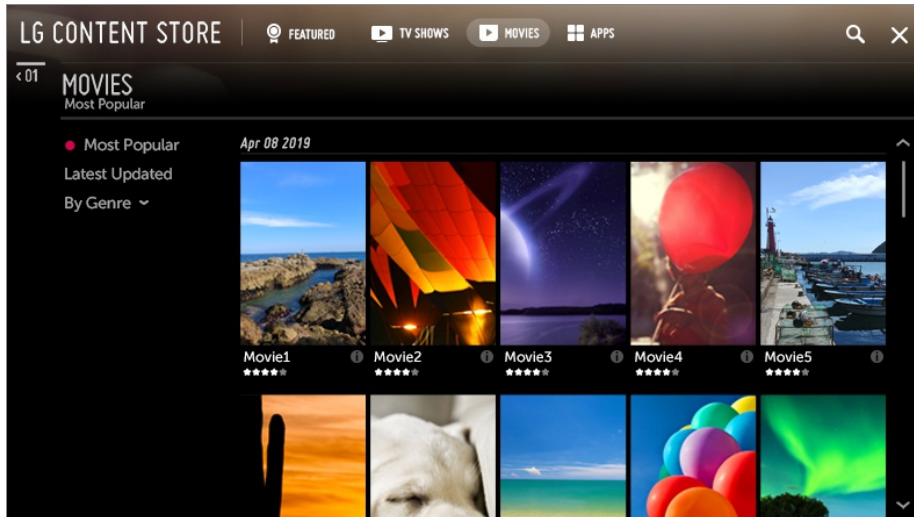 LG CONTENT STORE
FEATURED
TV SHOWS
MOVIES
APPS
<01
MOVIES
Most Popular
Most Popular
Latest Updated
By Genre
Apr 08 2019
Movie1
Movie2
Movie3
Movie4
Movie5